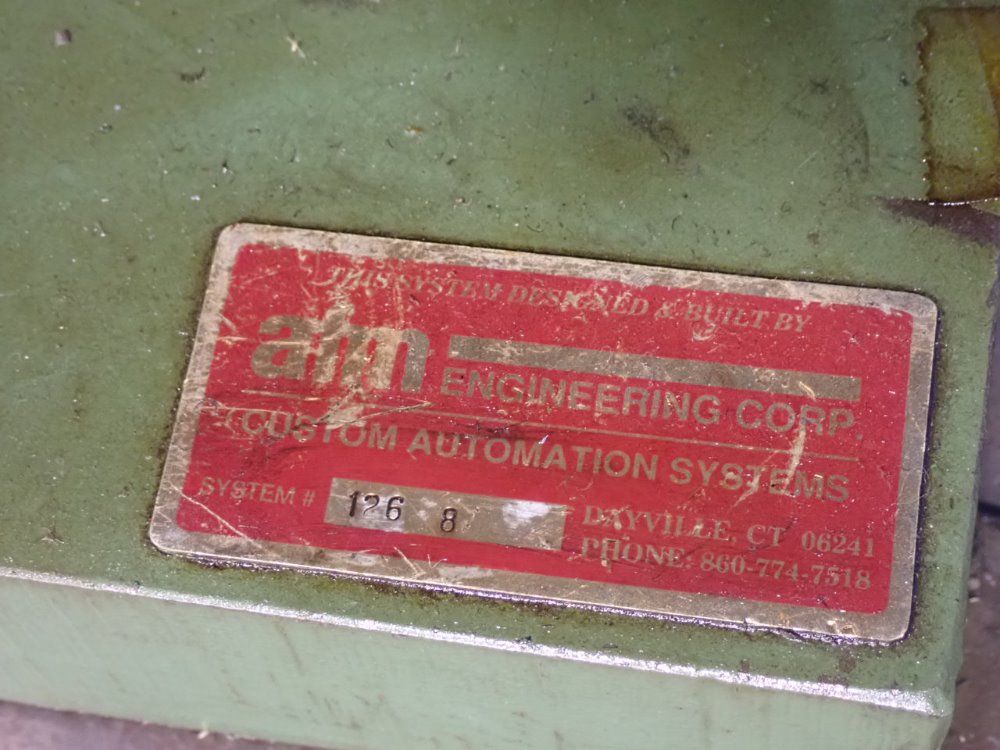 THIS SYSTEM DESIGNED & BUILT BY
ENGINEERING CORP.
CUSTOM AUTOMATION SYSTEMS
SYSTEM # 126 8
DAYVILLE, CT 06241
PHONE: 860-774-7518